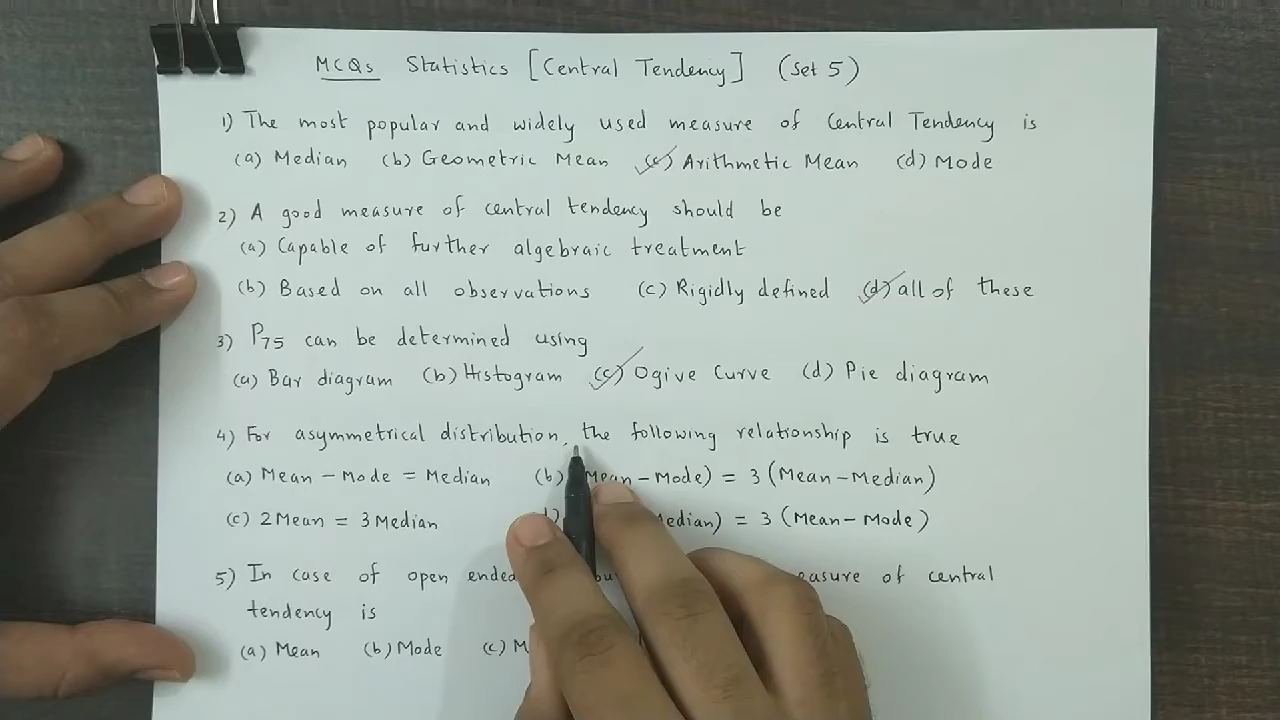 MCQs Statistics [Central Tendency] (Set 5)
1) The most popular and widely used measure of Central Tendency is
(a) Median (b) Geometric Mean (c) Arithmetic Mean (d) Mode
2) A good measure of central tendency should be
(a) Capable of further algebraic treatment
(b) Based on all observations (c) Rigidly defined (d) all of these
3) P75 can be determined using
(a) Bar diagram (b) Histogram (c) Ogive Curve (d) Pie diagram
4) For asymmetrical distribution, the following relationship is true
(a) Mean - Mode = Median (b) Mean - Mode) = 3 (Mean - Median)
(c) 2 Mean = 3 Median Median) = 3 (Mean - Mode)
5) In case of open ended of central
tendency is
(a) Mean (b) Mode (c)